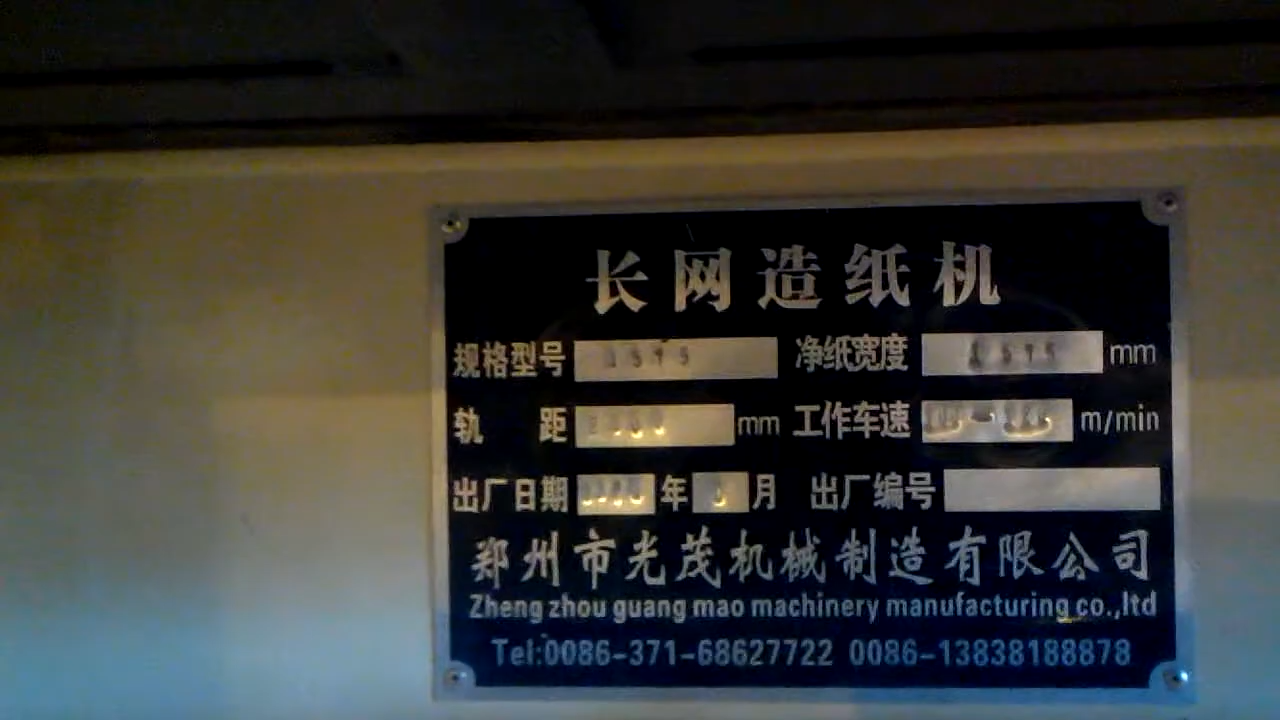 长网造纸机
规格型号 1575 净纸宽度 1575 mm
轨 距 mm 工作车速 m/min
出厂日期 年 月 出厂编号
郑州市光茂机械制造有限公司
Zheng zhou guang mao machinery manufacturing co.,ltd
Tel:0086-371-68627722 0086-13838188878